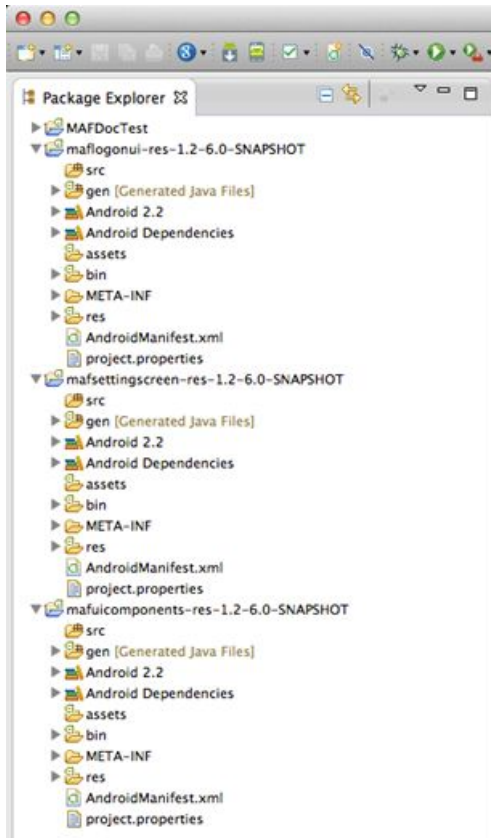 Package Explorer
MAFDocTest
maflogonui-res-1.2-6.0-SNAPSHOT
src
gen [Generated Java Files]
Android 2.2
Android Dependencies
assets
bin
META-INF
res
AndroidManifest.xml
project.properties
mafsettingscreen-res-1.2-6.0-SNAPSHOT
src
gen [Generated Java Files]
Android 2.2
Android Dependencies
assets
bin
META-INF
res
AndroidManifest.xml
project.properties
mafuicomponents-res-1.2-6.0-SNAPSHOT
src
gen [Generated Java Files]
Android 2.2
Android Dependencies
assets
bin
META-INF
res
AndroidManifest.xml
project.properties